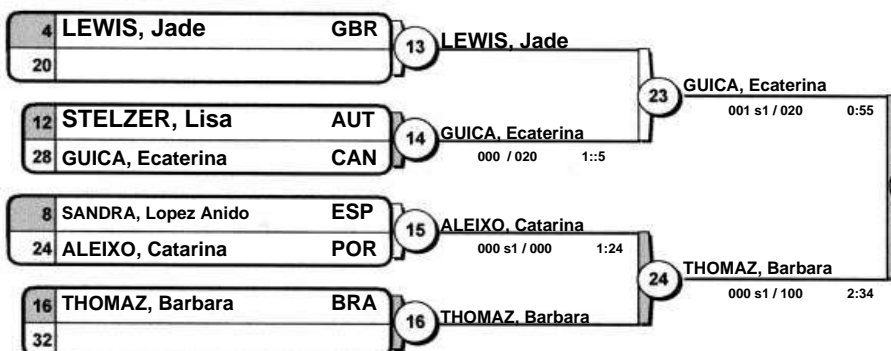 4 LEWIS, Jade GBR
20
13 LEWIS, Jade
12 STELZER, Lisa AUT
28 GUICA, Ecaterina CAN
14 GUICA, Ecaterina
000 / 020 1::5
23 GUICA, Ecaterina
001 s1 / 020 0:55
8 SANDRA, Lopez Anido ESP
24 ALEIXO, Catarina POR
15 ALEIXO, Catarina
000 s1 / 000 1:24
16 THOMAZ, Barbara BRA
32
16 THOMAZ, Barbara
24 THOMAZ, Barbara
000 s1 / 100 2:34